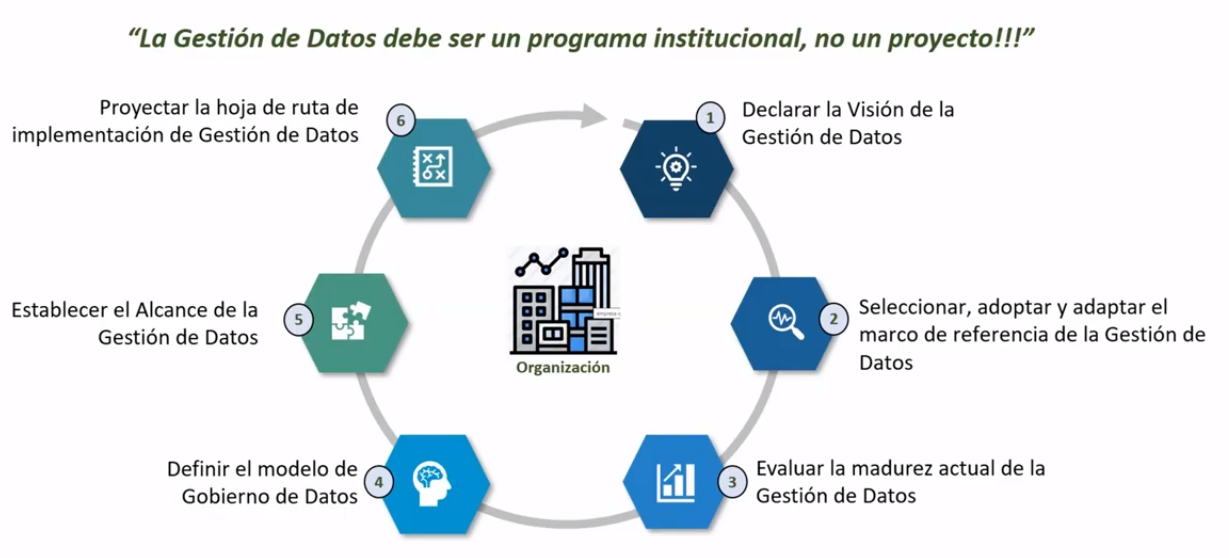 “La Gestión de Datos debe ser un programa institucional, no un proyecto!!!”
1
Declarar la Visión de la
Gestión de Datos
2
Seleccionar, adoptar y adaptar el
marco de referencia de la Gestión de
Datos
3
Evaluar la madurez actual de la
Gestión de Datos
4
Definir el modelo de
Gobierno de Datos
5
Establecer el Alcance de la
Gestión de Datos
6
Proyectar la hoja de ruta de
implementación de Gestión de Datos
Organización